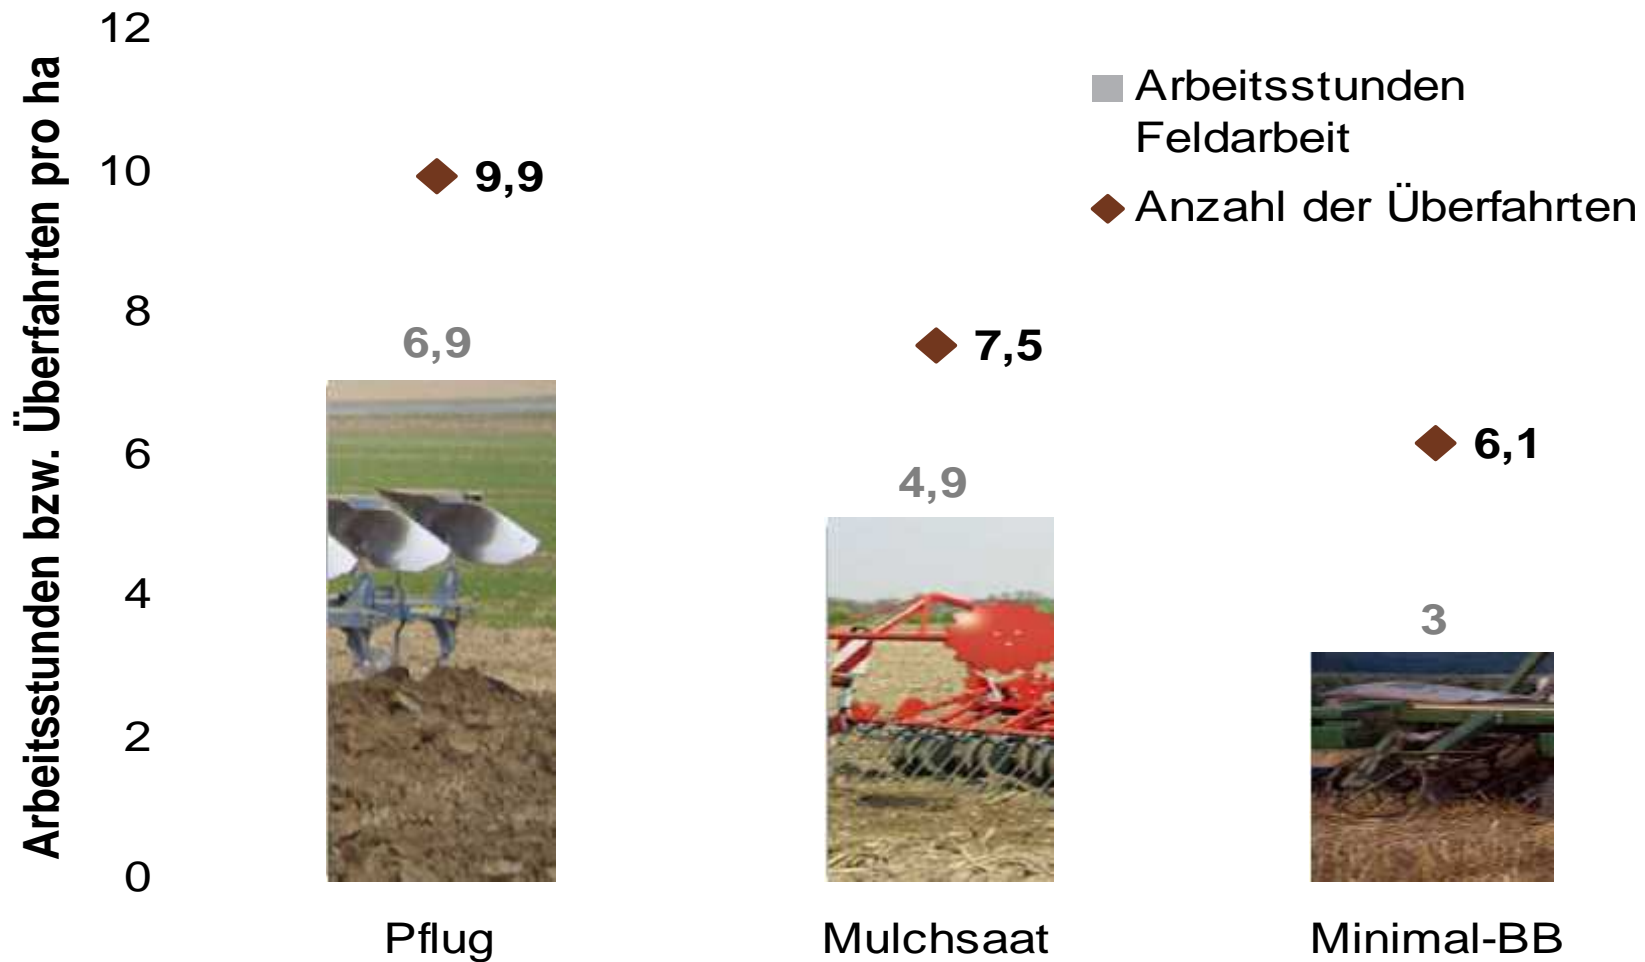 Arbeitsstunden bzw. Überfahrten pro ha
12
10
8
6
4
2
0
Arbeitsstunden
Feldarbeit
Anzahl der Überfahrten
9,9
6,9
7,5
4,9
6,1
3
Pflug
Mulchsaat
Minimal-BB